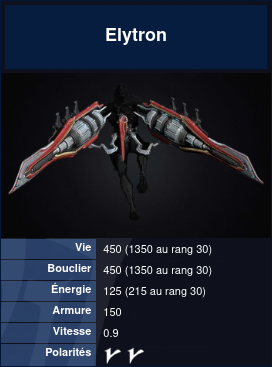 Elytron
Vie 450 (1350 au rang 30)
Bouclier 450 (1350 au rang 30)
Énergie 125 (215 au rang 30)
Armure 150
Vitesse 0.9
Polarités